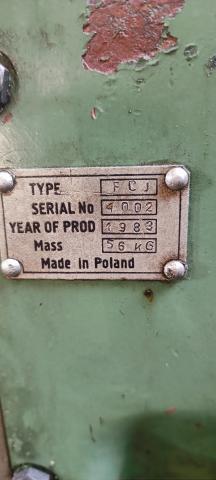 TYPE FCJ
SERIAL No 4002
YEAR OF PROD 1983
Mass 56 KG
Made in Poland